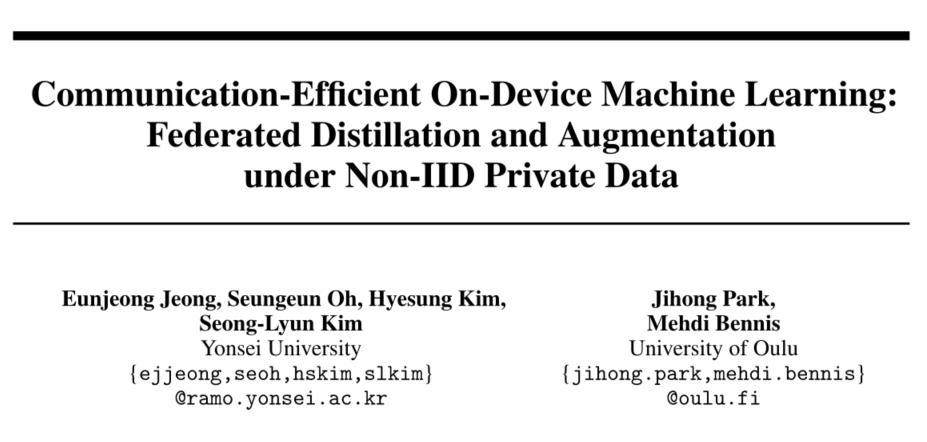 Communication-Efficient On-Device Machine Learning:
Federated Distillation and Augmentation
under Non-IID Private Data
Eunjeong Jeong, Seungeun Oh, Hyesung Kim,
Seong-Lyun Kim
Yonsei University
{ejjeong,seoh,hskim,slkim}
@ramo.yonsei.ac.kr
Jihong Park,
Mehdi Bennis
University of Oulu
{jihong.park,mehdi.bennis}
@oulu.fi